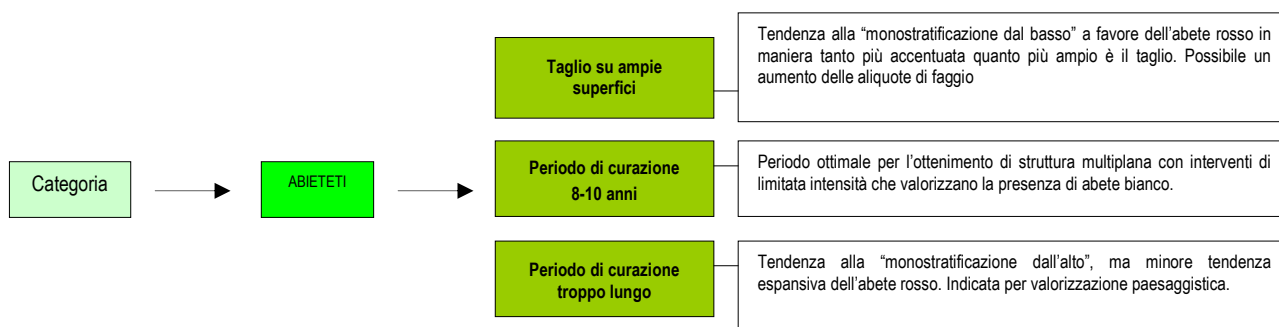 Categoria
ABIETETI
Taglio su ampie
superfici
Tendenza alla “monostratificazione dal basso” a favore dell’abete rosso in
maniera tanto più accentuata quanto più ampio è il taglio. Possibile un
aumento delle aliquote di faggio
Periodo di curazione
8-10 anni
Periodo ottimale per l’ottenimento di struttura multiplana con interventi di
limitata intensità che valorizzano la presenza di abete bianco.
Periodo di curazione
troppo lungo
Tendenza alla “monostratificazione dall’alto”, ma minore tendenza
espansiva dell’abete rosso. Indicata per valorizzazione paesaggistica.